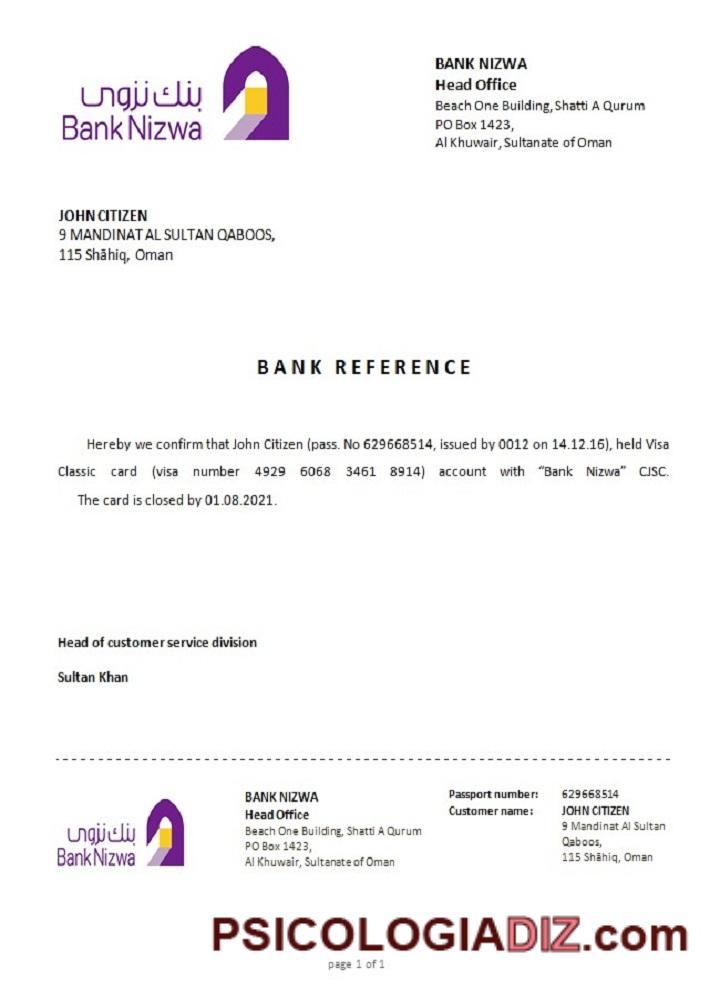 بنك نزوى
Bank Nizwa
BANK NIZWA
Head Office
Beach One Building, Shatti A Qurum
PO Box 1423,
Al Khuwair, Sultanate of Oman
JOHN CITIZEN
9 MANDINAT AL SULTAN QABOOS,
115 Shāhiq, Oman
BANK REFERENCE
Hereby we confirm that John Citizen (pass. No 629668514, issued by 0012 on 14.12.16), held Visa
Classic card (visa number 4929 6068 3461 8914) account with “Bank Nizwa” CJSC.
The card is closed by 01.08.2021.
Head of customer service division
Sultan Khan
بنك نزوى
Bank Nizwa
BANK NIZWA
Head Office
Beach One Building, Shatti A Qurum
PO Box 1423,
Al Khuwair, Sultanate of Oman
Passport number: 629668514
Customer name: JOHN CITIZEN
9 Mandinat Al Sultan
Qaboos,
115 Shāhiq, Oman
PSICOLOGIADIZ.com
page 1 of 1